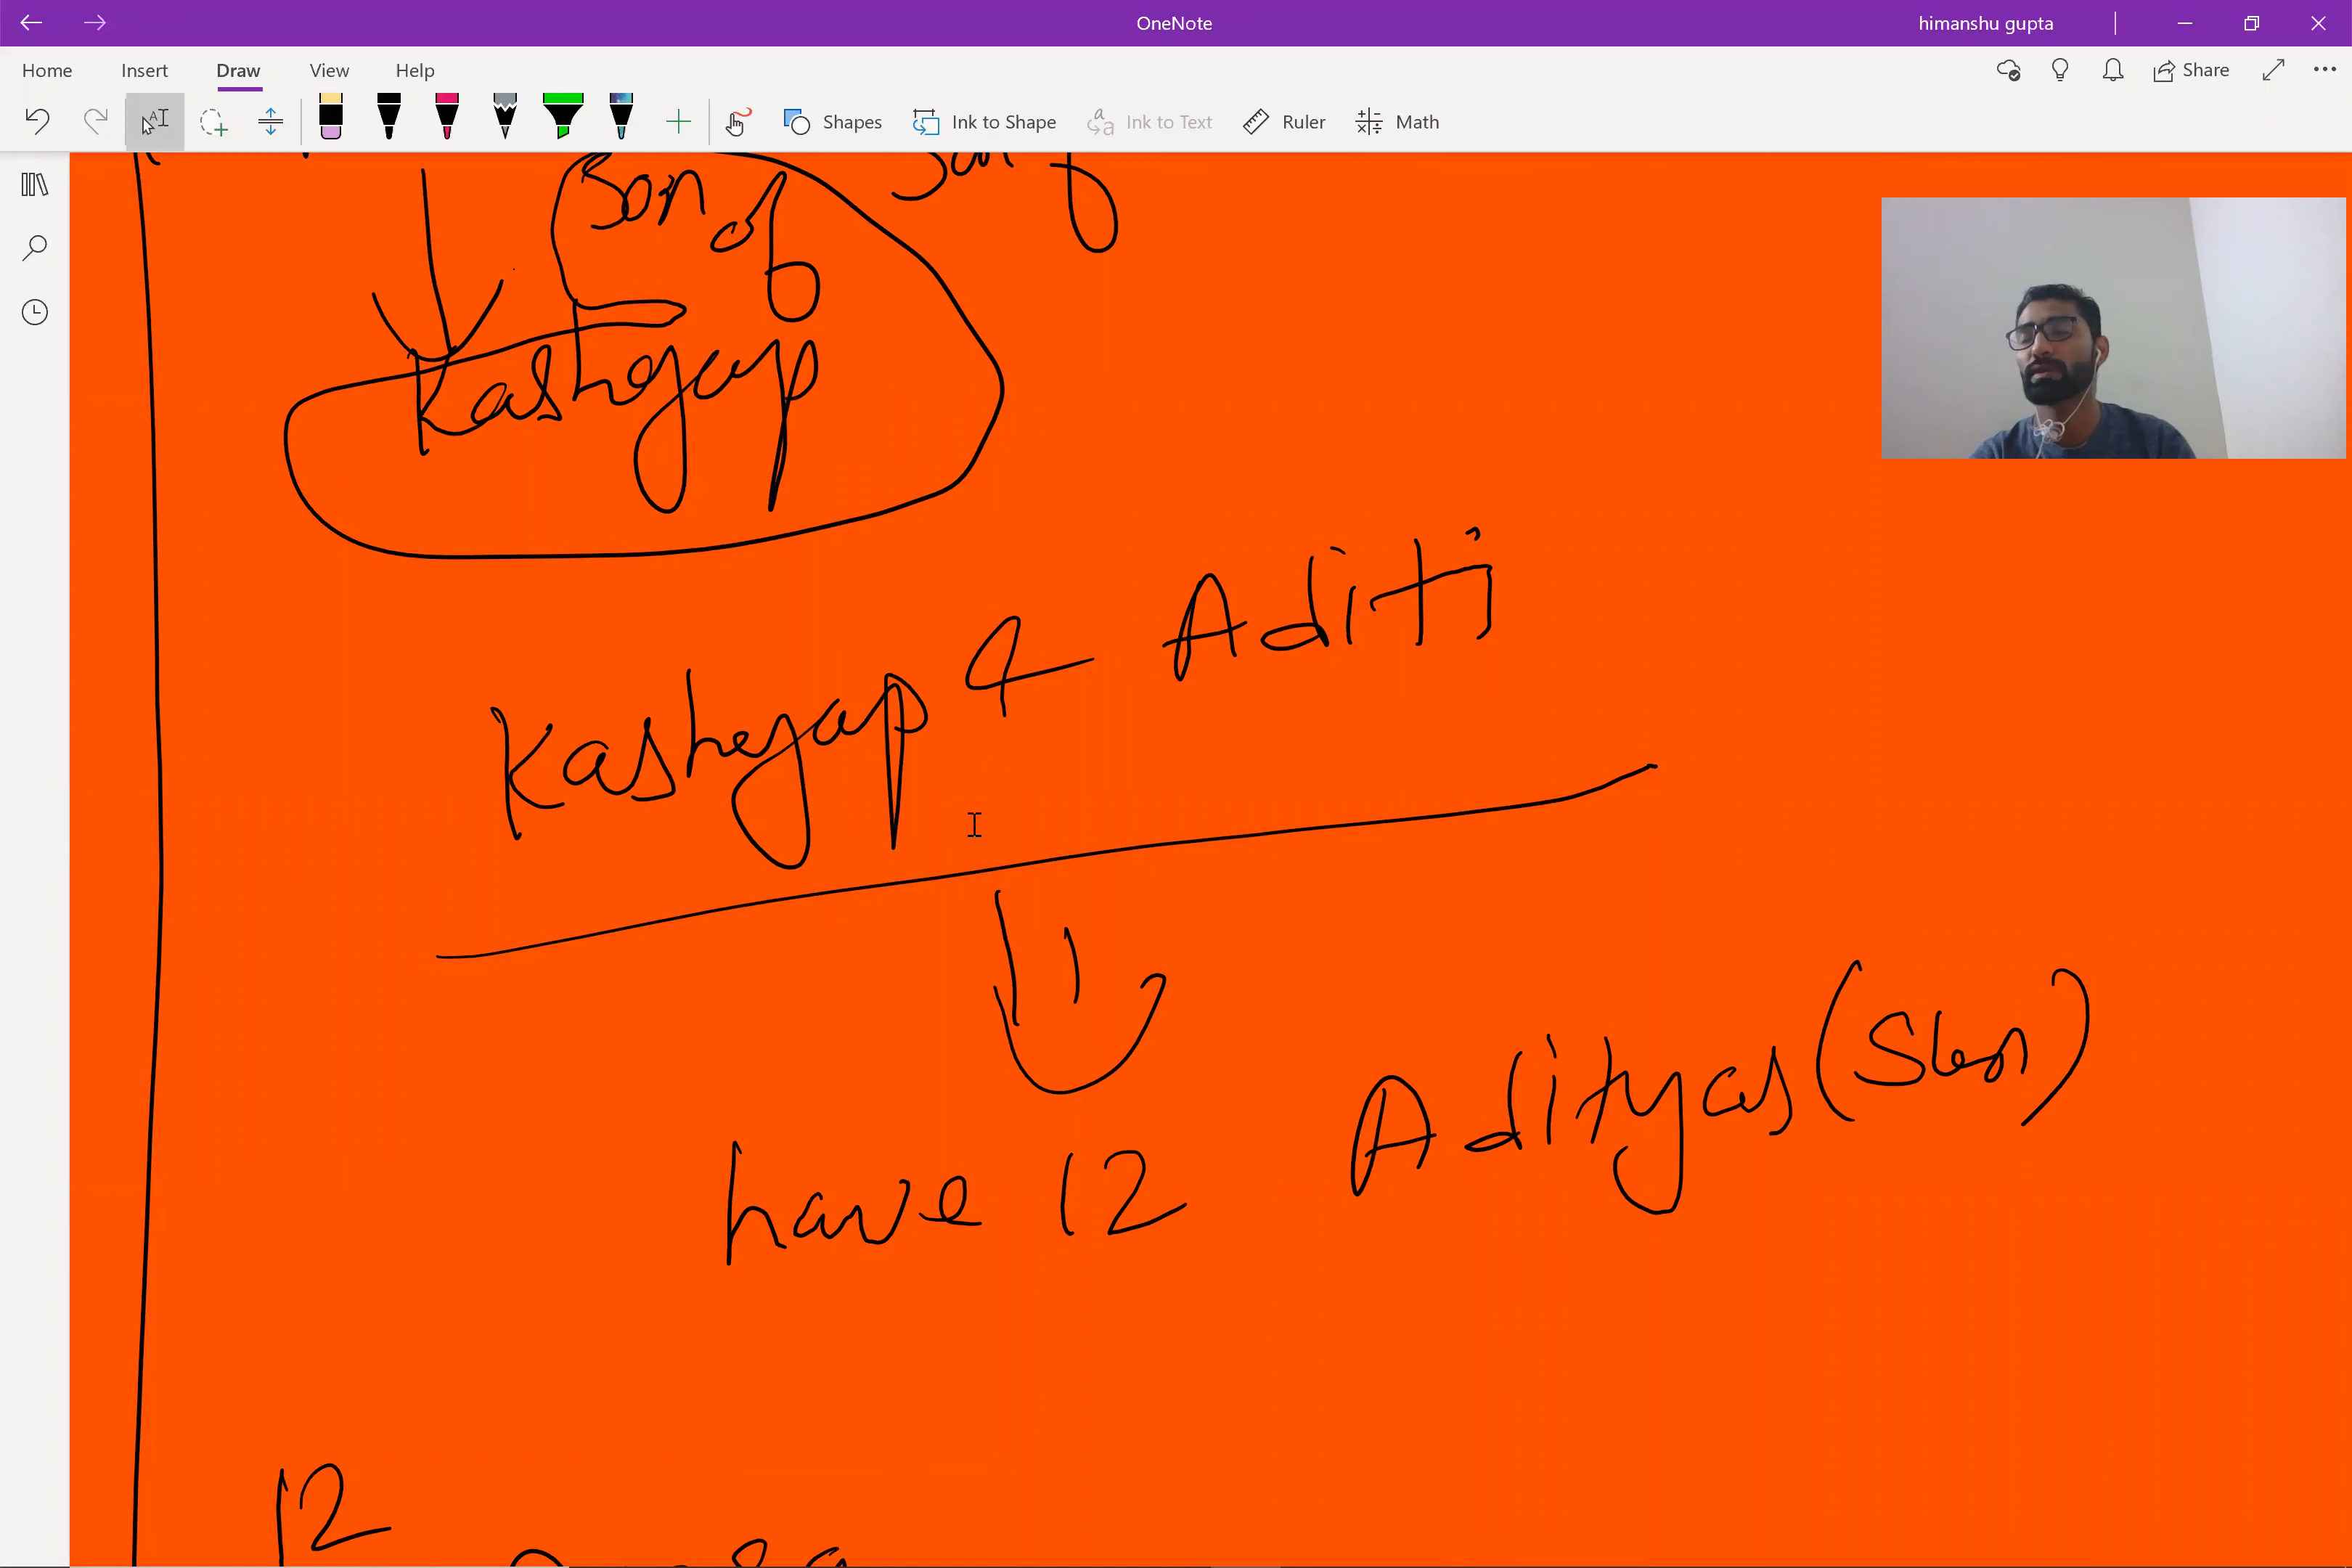 OneNote
himanshu gupta
Home Insert Draw View Help
Share
Shapes Ink to Shape Ink to Text Ruler Math
Son of
Kashyap
Kashyap & Aditi
have 12 Adityas (Sun)
12